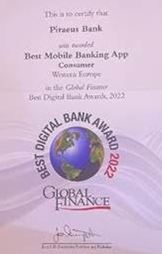 This is to certify that
Piraeus Bank
was awarded
Best Mobile Banking App
Consumer
Western Europe
in the Global Finance
Best Digital Bank Awards, 2022
BEST DIGITAL BANK AWARD 2022
GLOBAL
FINANCE